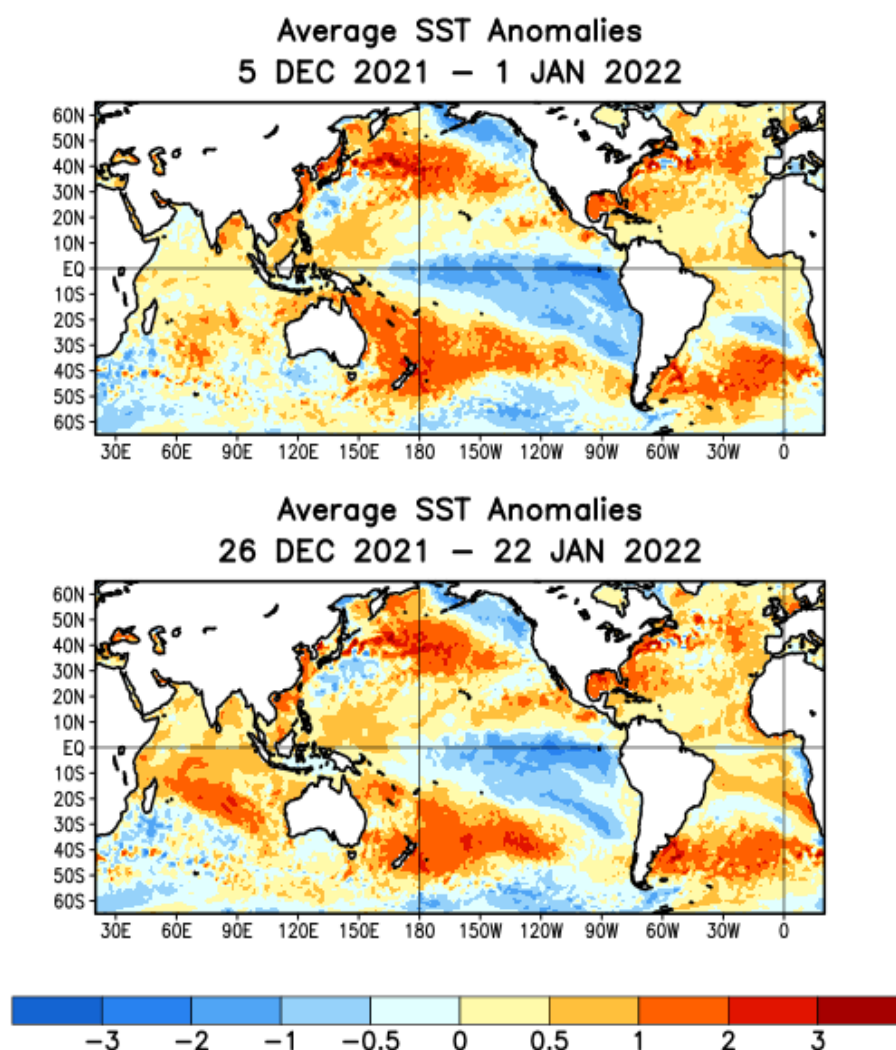 Average SST Anomalies
5 DEC 2021 – 1 JAN 2022
60N
50N
40N
30N
20N
10N
EQ
10S
20S
30S
40S
50S
60S
30E 60E 90E 120E 150E 180 150W 120W 90W 60W 30W 0
Average SST Anomalies
26 DEC 2021 – 22 JAN 2022
60N
50N
40N
30N
20N
10N
EQ
10S
20S
30S
40S
50S
60S
30E 60E 90E 120E 150E 180 150W 120W 90W 60W 30W 0
−3 −2 −1 −0.5 0 0.5 1 2 3